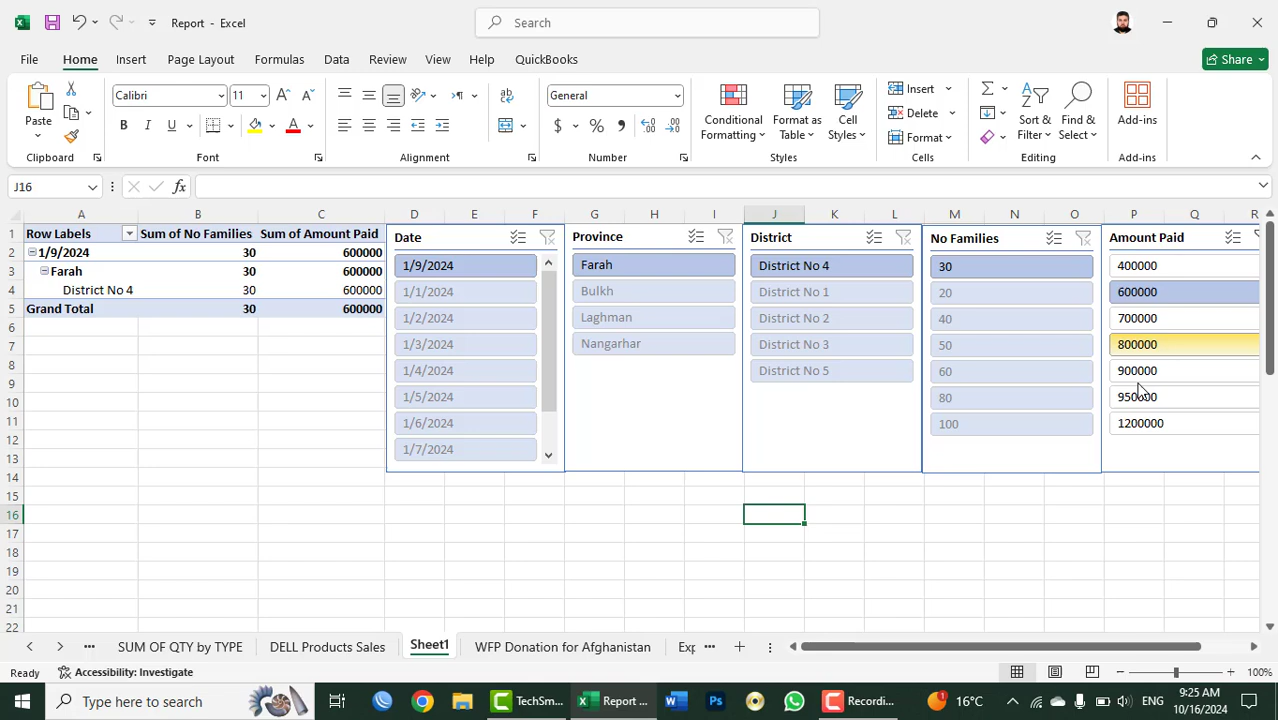 Report - Excel
Search
File Home Insert Page Layout Formulas Data Review View Help QuickBooks
Share
Paste
Calibri 11
B I U
A A
General
$ % 9
Conditional Formatting
Format as Table
Cell Styles
Insert
Delete
Format
Sort & Filter
Find & Select
Add-ins
Clipboard Font Alignment Number Styles Cells Editing Add-ins
J16 fx
A B C D E F G H I J K L M N O P Q R
1 Row Labels Sum of No Families Sum of Amount Paid
2 1/9/2024 30 600000
3 Farah 30 600000
4 District No 4 30 600000
5 Grand Total 30 600000
6
7
8
9
10
11
12
13
14
15
16
17
18
19
20
21
22
Date
1/9/2024
1/1/2024
1/2/2024
1/3/2024
1/4/2024
1/5/2024
1/6/2024
1/7/2024
Province
Farah
Bulkh
Laghman
Nangarhar
District
District No 4
District No 1
District No 2
District No 3
District No 5
No Families
30
20
40
50
60
80
100
Amount Paid
400000
600000
700000
800000
900000
950000
1200000
SUM OF QTY by TYPE DELL Products Sales Sheet1 WFP Donation for Afghanistan Exp
Ready Accessibility: Investigate 100%
Type here to search
TechSm...
Report ...
Recordi...
1 16°C
ENG
9:25 AM
10/16/2024